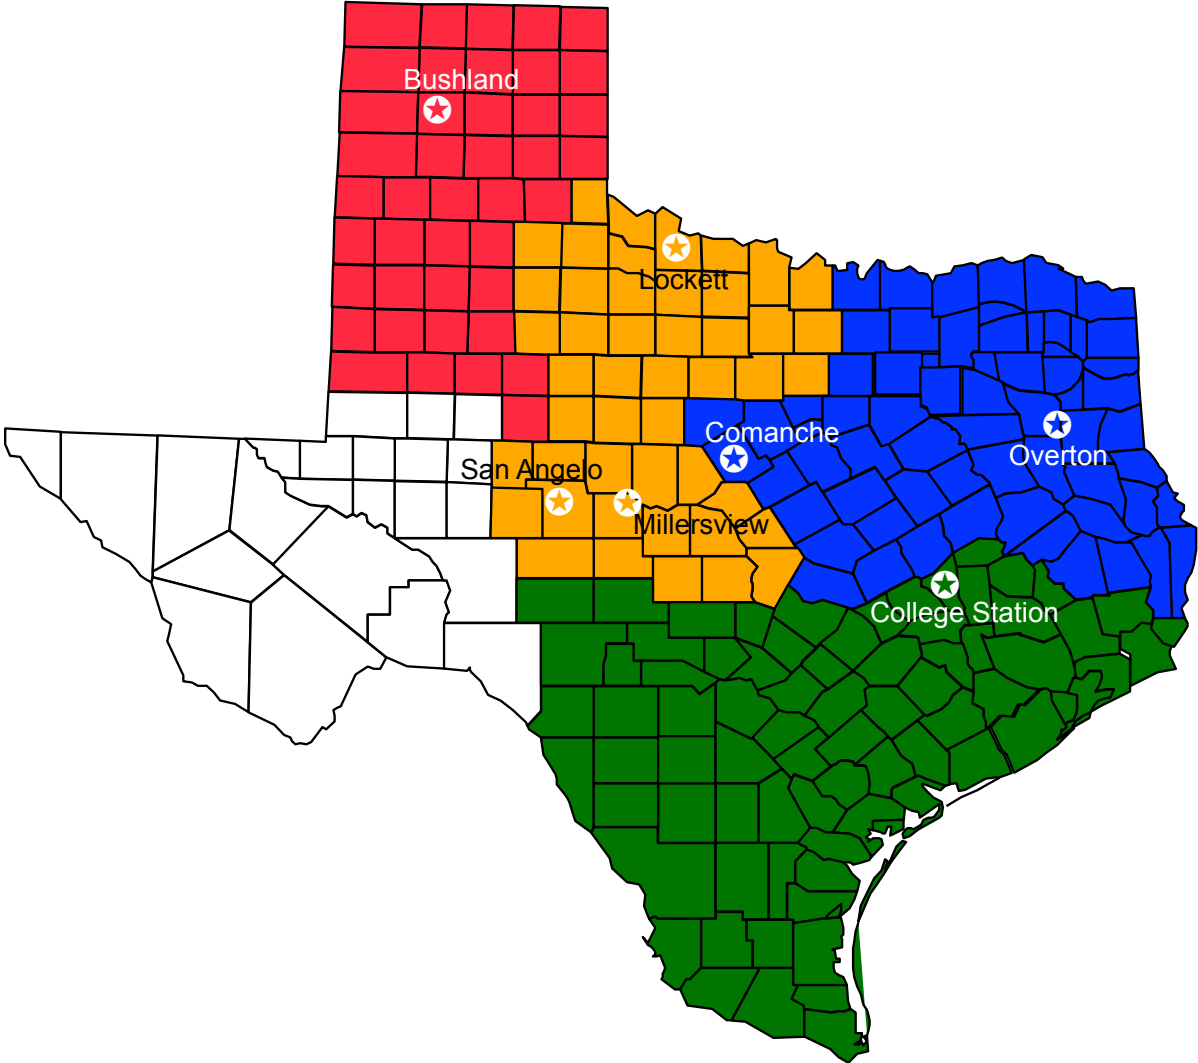 Bushland
Lockett
Comanche
Overton
San Angelo
Millersview
College Station